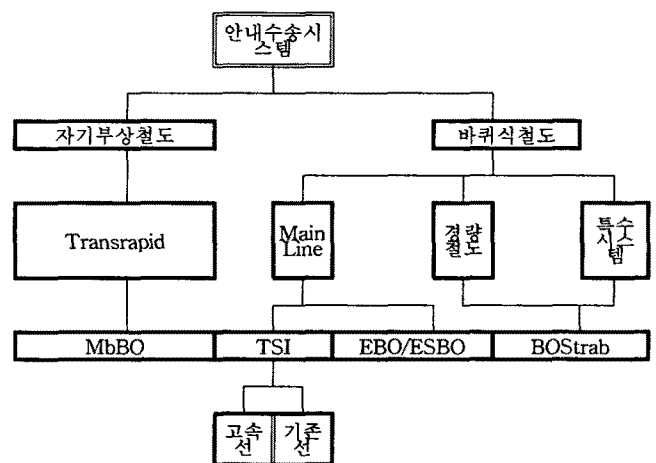 안내수송시
스템
자기부상철도
바퀴식철도
Transrapid
Main
Line
경량
철도
특수
시스
템
MbBO
TSI
EBO/ESBO
BOStrab
고속
선
기존
선